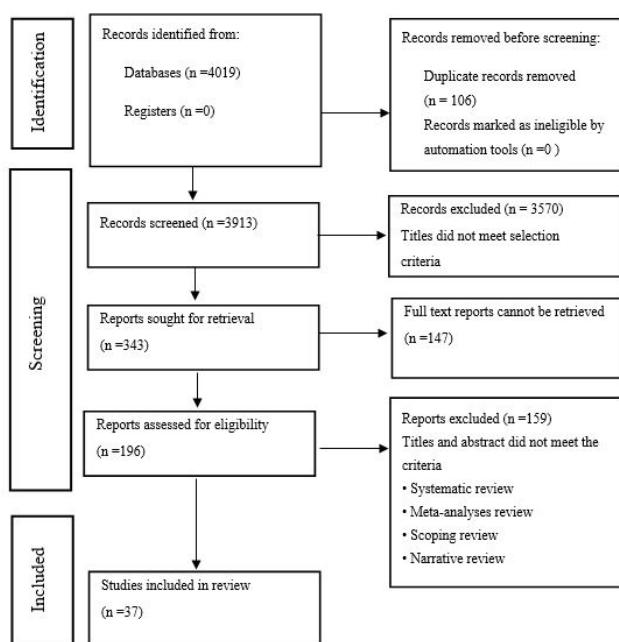 Identification
Records identified from:
Databases (n =4019)
Registers (n =0)
Records removed before screening:
Duplicate records removed
(n = 106)
Records marked as ineligible by
automation tools (n =0 )
Screening
Records screened (n =3913)
Records excluded (n = 3570)
Titles did not meet selection
criteria
Reports sought for retrieval
(n =343)
Full text reports cannot be retrieved
(n =147)
Reports assessed for eligibility
(n =196)
Reports excluded (n =159)
Titles and abstract did not meet the
criteria
• Systematic review
• Meta-analyses review
• Scoping review
• Narrative review
Included
Studies included in review
(n =37)